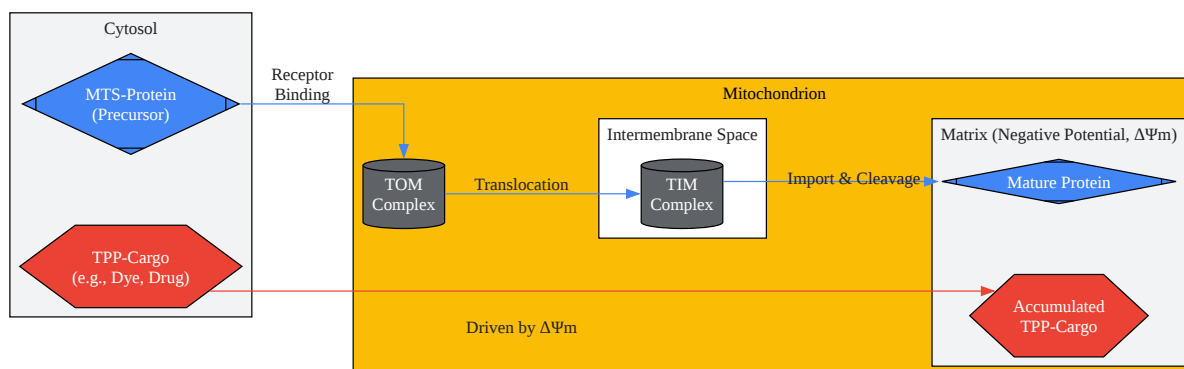 Cytosol
MTS-Protein
(Precursor)
Receptor
Binding
Mitochondrion
Intermembrane Space
Matrix (Negative Potential, ΔΨm)
TOM
Complex
Translocation
TIM
Complex
Import & Cleavage
Mature Protein
TPP-Cargo
(e.g., Dye, Drug)
Driven by ΔΨm
Accumulated
TPP-Cargo